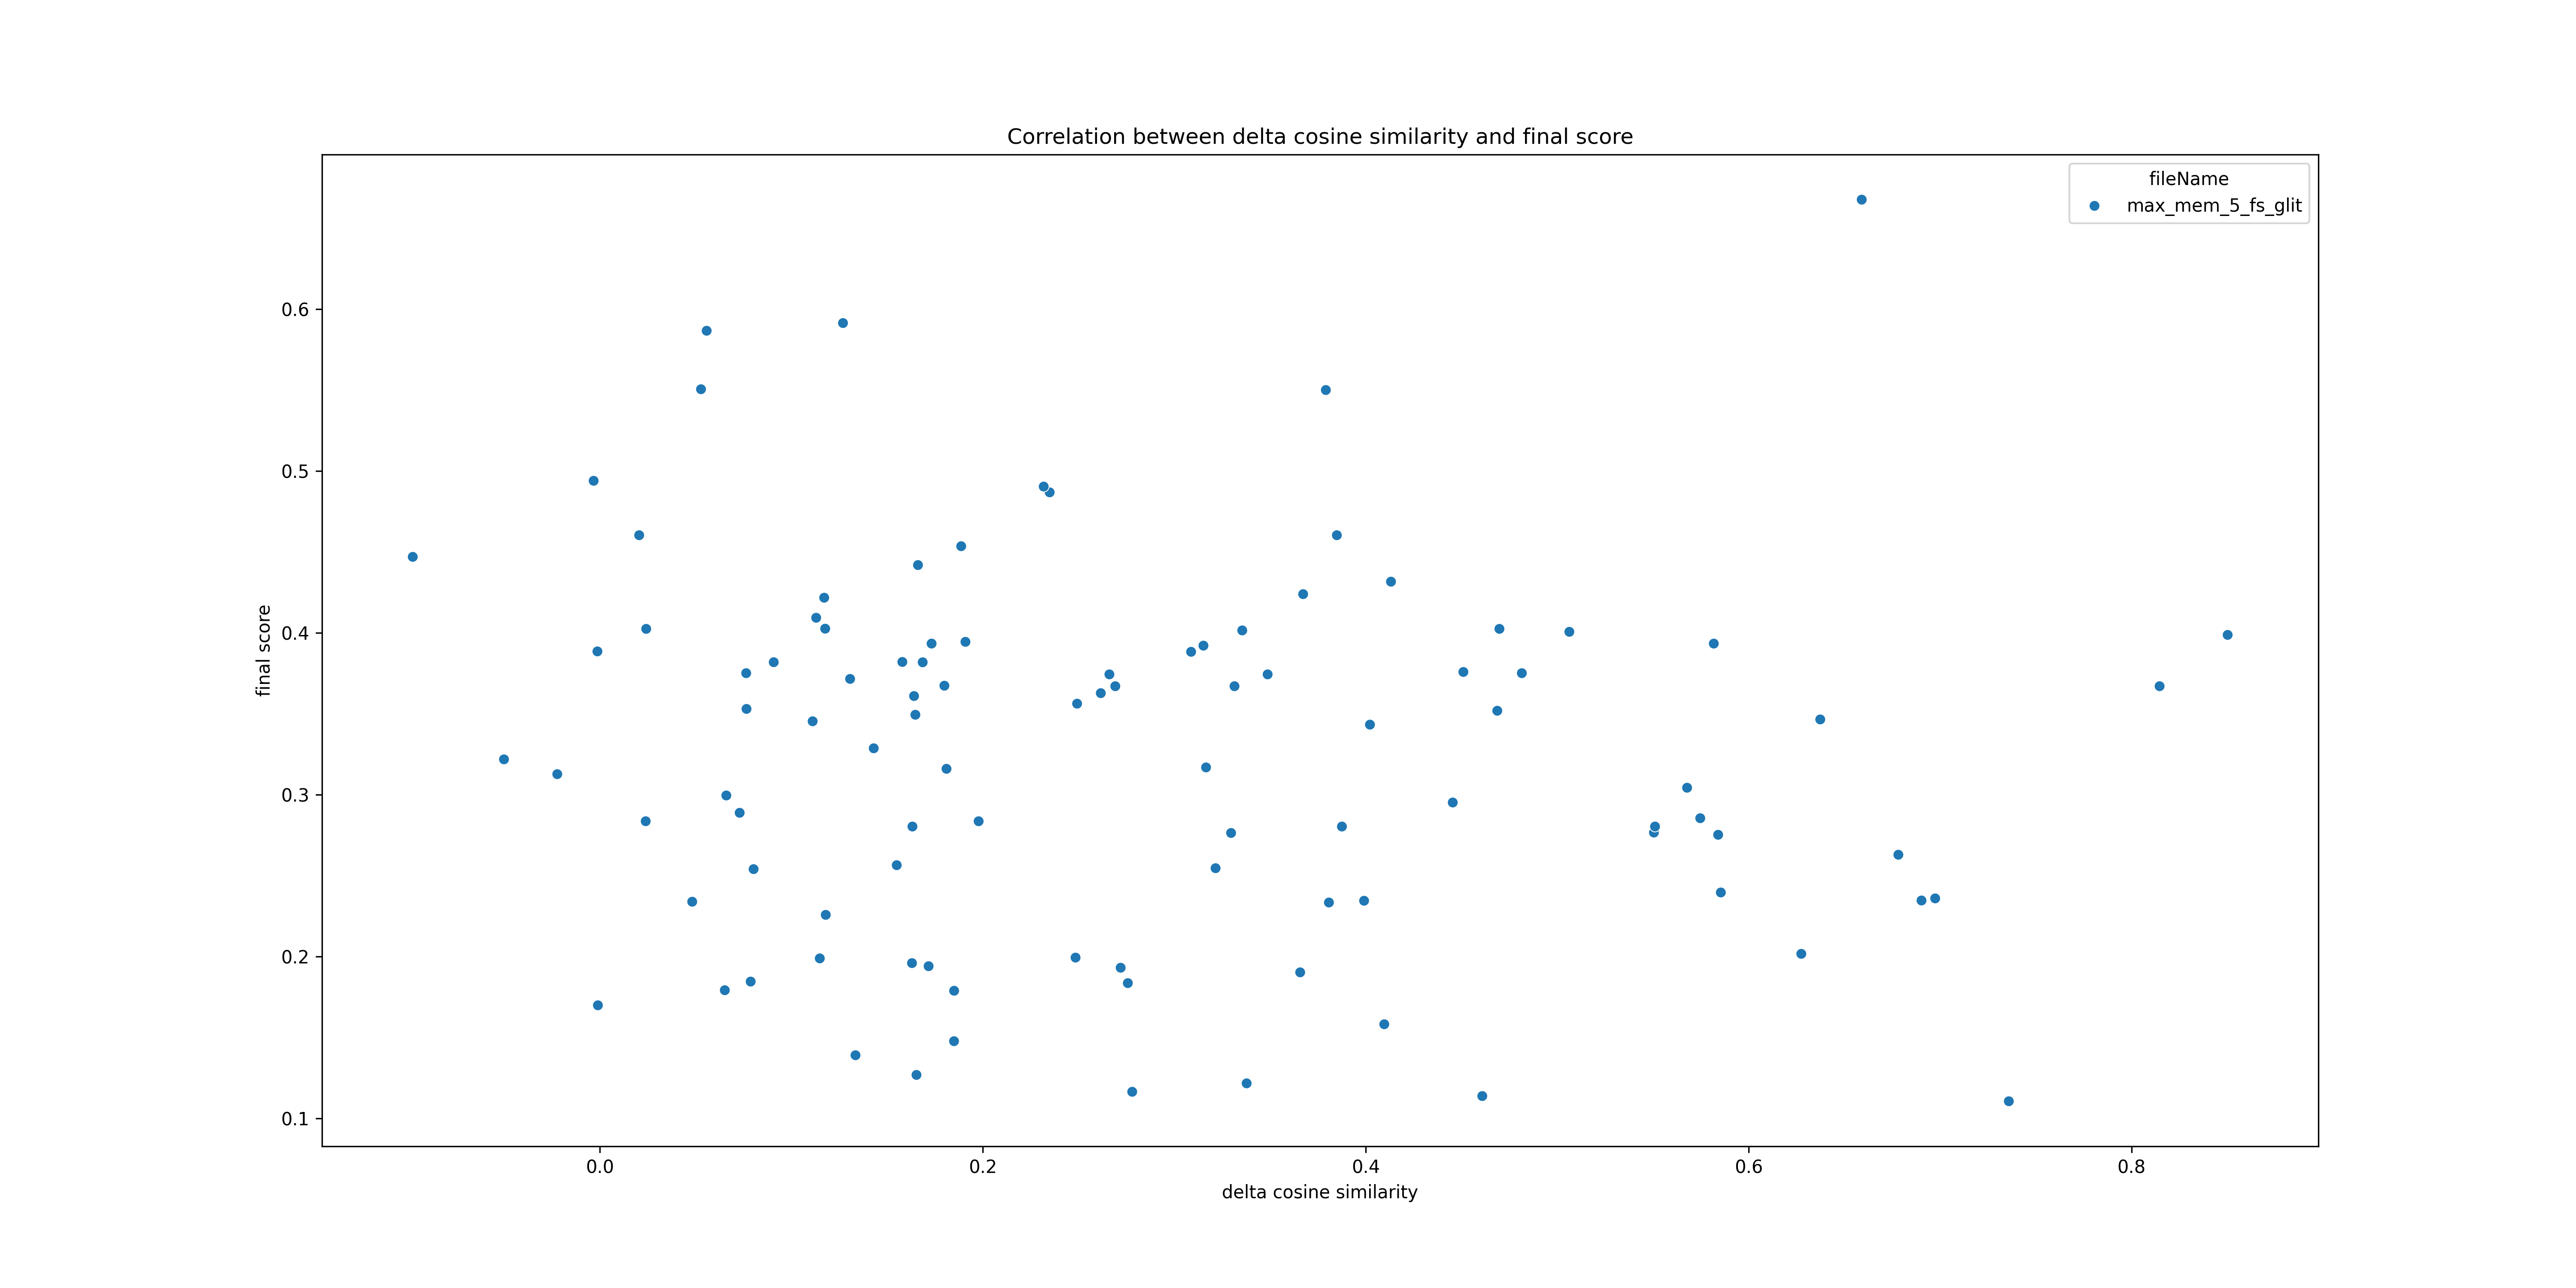 Correlation between delta cosine similarity and final score
fileName
max_mem_5_fs_glit
final score
0.6
0.5
0.4
0.3
0.2
0.1
0.0 0.2 0.4 0.6 0.8
delta cosine similarity